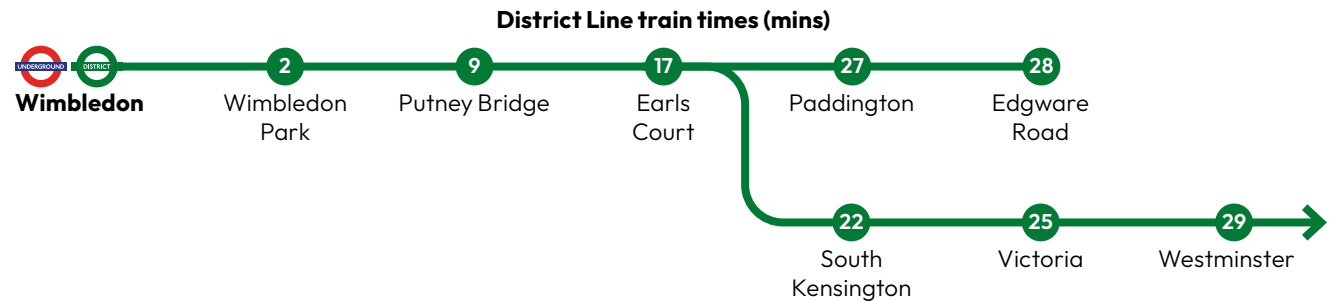 District Line train times (mins)
UNDERGROUND DISTRICT 2 9 17 27 28
Wimbledon Wimbledon Putney Bridge Earls Paddington Edgware
Park Court Road
22 25 29
South Victoria Westminster
Kensington